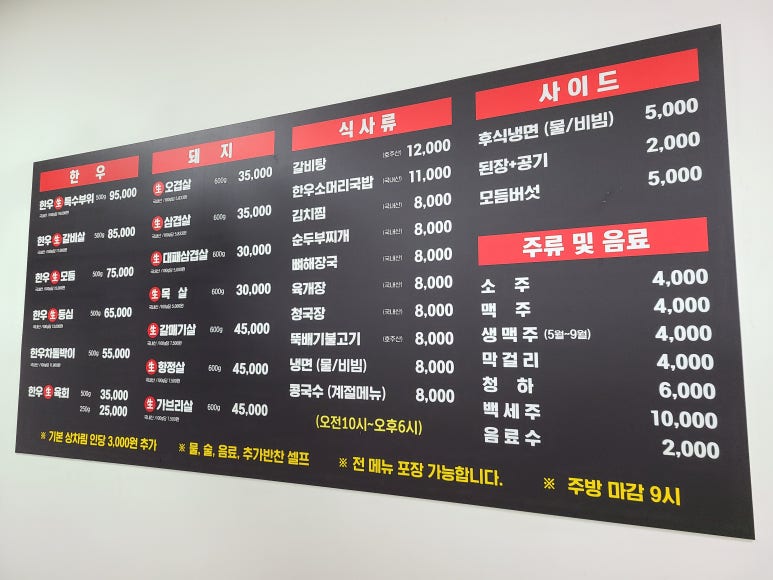 한 우
한우 生 특수부위 500g 95,000
한우 生 갈비살 500g 85,000
한우 生 모듬 500g 75,000
한우 生 등심 500g 65,000
한우차돌박이 500g 55,000
한우 生 육회 500g 35,000
250g 25,000
돼 지
生 오겹살 600g 35,000
生 삼겹살 600g 35,000
生 대패삼겹살 600g 30,000
生 목 살 600g 30,000
生 갈매기살 600g 45,000
生 항정살 600g 45,000
生 가브리살 600g 45,000
식 사 류
갈비탕 (호주산) 12,000
한우소머리국밥 (국내산) 11,000
김치찜 (국내산) 8,000
순두부찌개 (국내산) 8,000
뼈해장국 (국내산) 8,000
육개장 (국내산) 8,000
청국장 (국내산) 8,000
뚝배기불고기 (호주산) 8,000
냉면 (물/비빔) 8,000
콩국수 (계절메뉴) 8,000
(오전10시~오후6시)
사 이 드
후식냉면 (물/비빔) 5,000
된장+공기 2,000
모듬버섯 5,000
주류 및 음료
소 주 4,000
맥 주 4,000
생 맥 주 (5월~9월) 4,000
막걸리 4,000
청 하 6,000
백세주 10,000
음료수 2,000
※ 기본 상차림 인당 3,000원 추가
※ 물, 술, 음료, 추가반찬 셀프
※ 전 메뉴 포장 가능합니다.
※ 주방 마감 9시